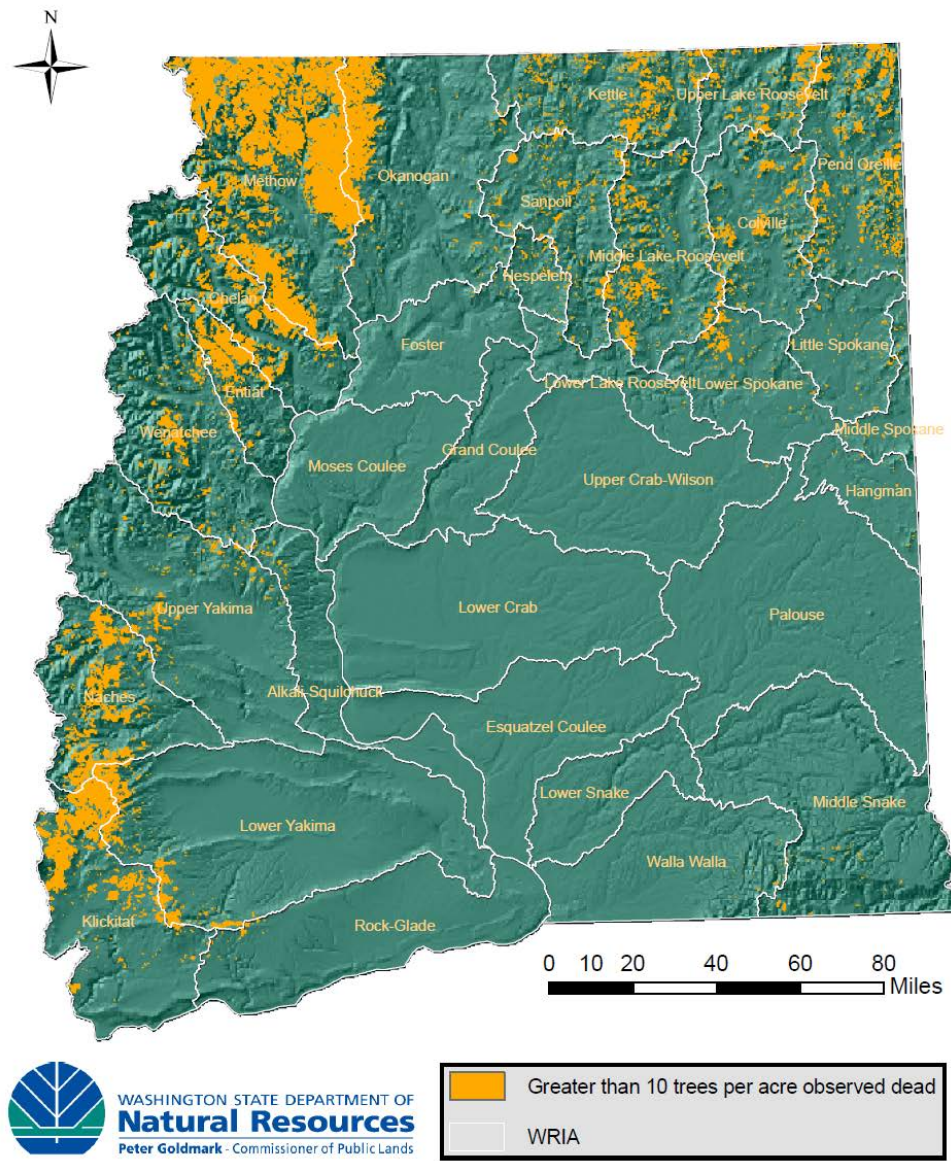 N
Kettle
Upper Lake Roosevelt
Methow
Okanogan
Pend Oreille
Sanpoil
Colville
Nespelem
Middle Lake Roosevelt
Chelan
Foster
Little Spokane
Entiat
Lower Lake Roosevelt
Lower Spokane
Wenatchee
Middle Spokane
Moses Coulee
Grand Coulee
Upper Crab-Wilson
Hangman
Upper Yakima
Lower Crab
Palouse
Naches
Alkali-Squilchuck
Esquatzel Coulee
Lower Snake
Middle Snake
Lower Yakima
Walla Walla
Klickitat
Rock-Glade
0 10 20 40 60 80
Miles
WASHINGTON STATE DEPARTMENT OF
Natural Resources
Peter Goldmark - Commissioner of Public Lands
Greater than 10 trees per acre observed dead
WRIA